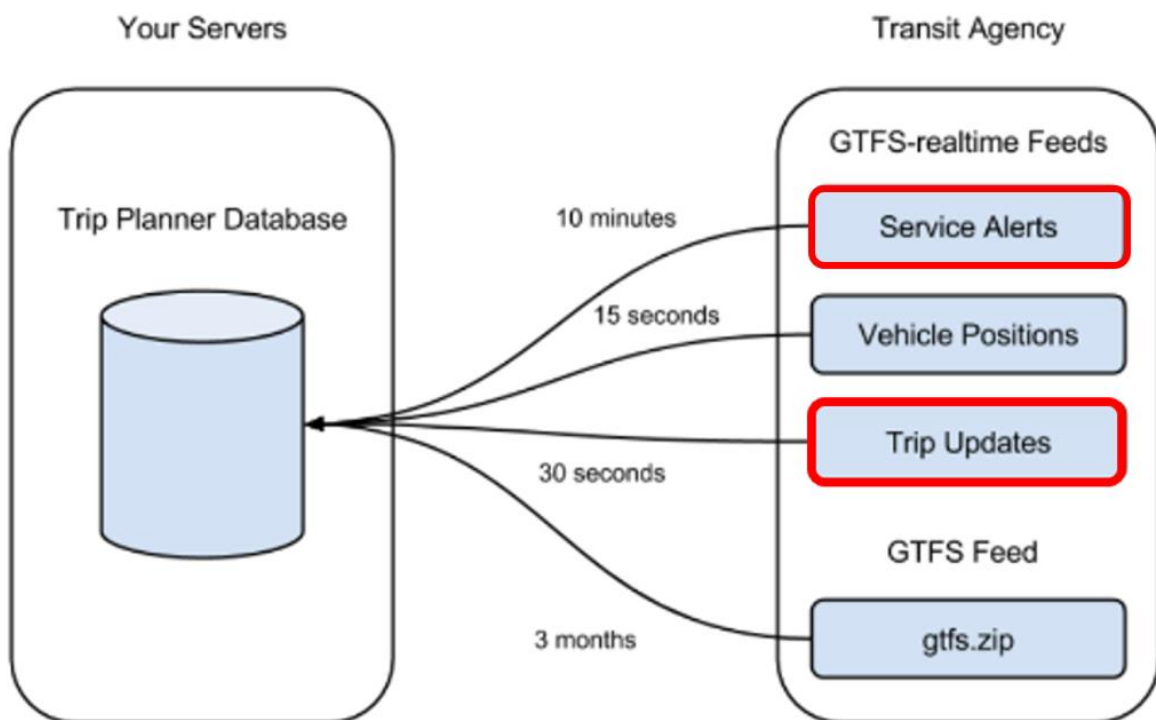 Your Servers
Transit Agency
GTFS-realtime Feeds
Trip Planner Database
10 minutes
Service Alerts
15 seconds
Vehicle Positions
Trip Updates
30 seconds
GTFS Feed
3 months
gtfs.zip